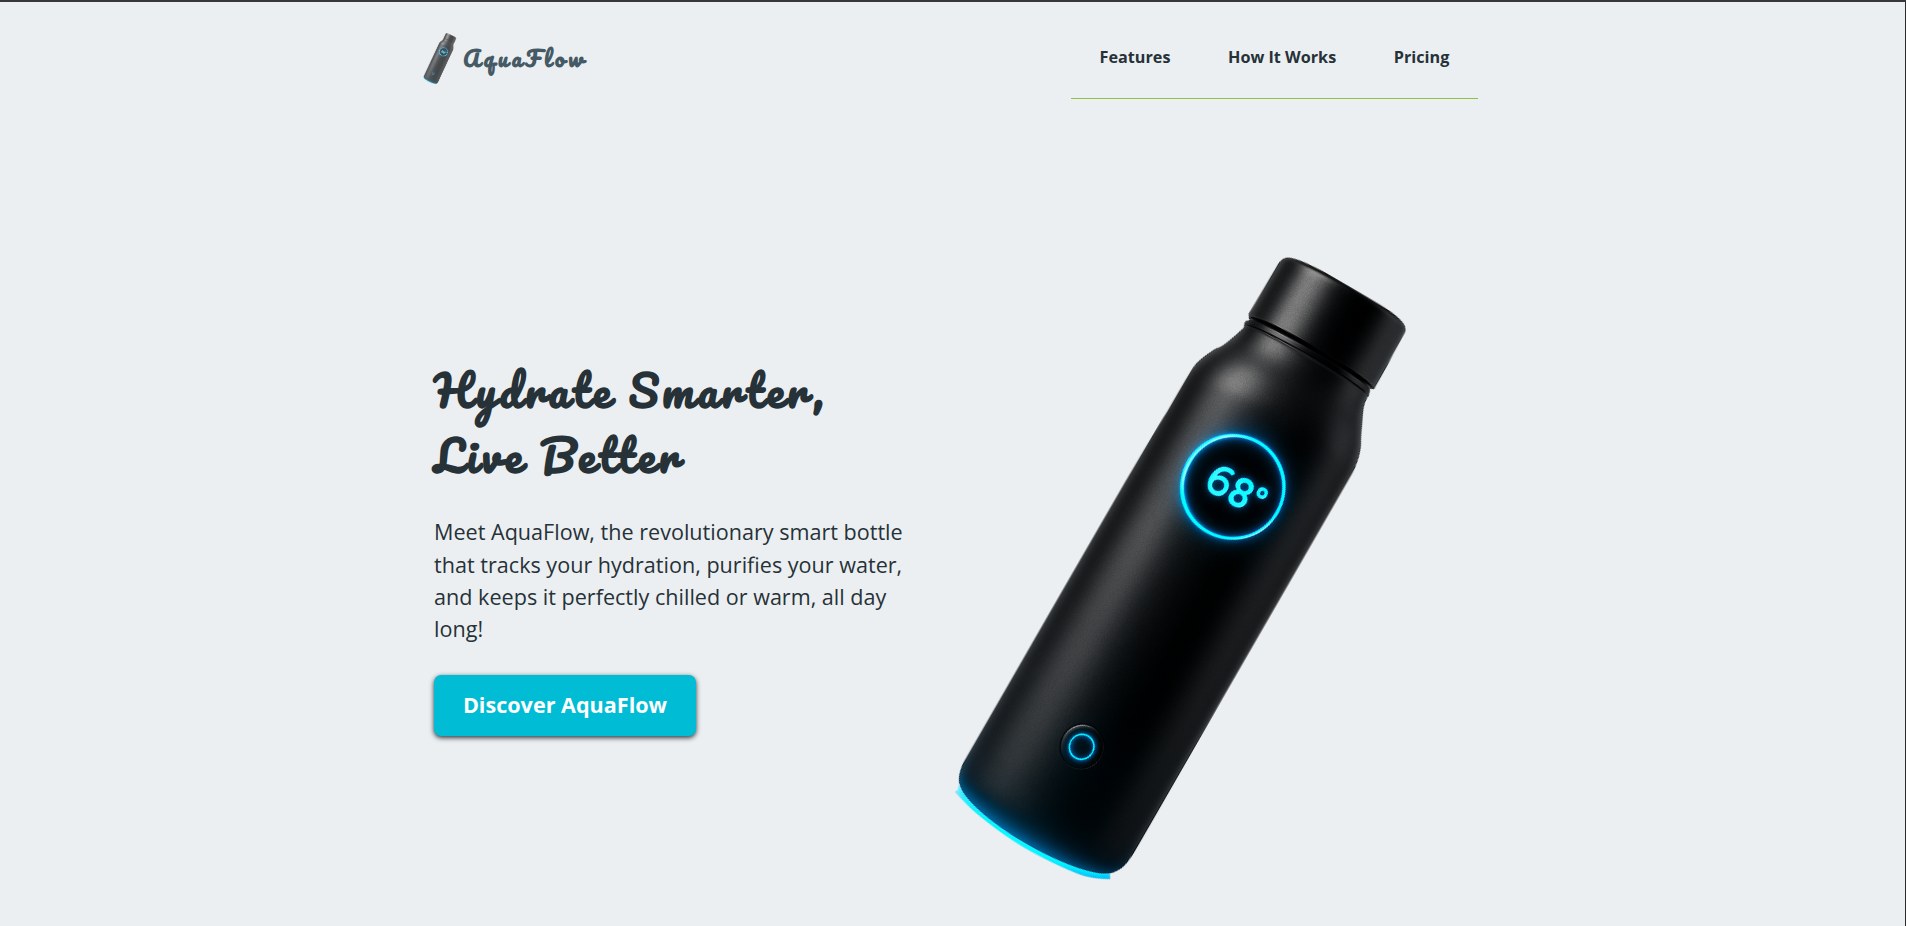 AquaFlow
Features
How It Works
Pricing
Hydrate Smarter,
Live Better
68°
Meet AquaFlow, the revolutionary smart bottle
that tracks your hydration, purifies your water,
and keeps it perfectly chilled or warm, all day
long!
Discover AquaFlow